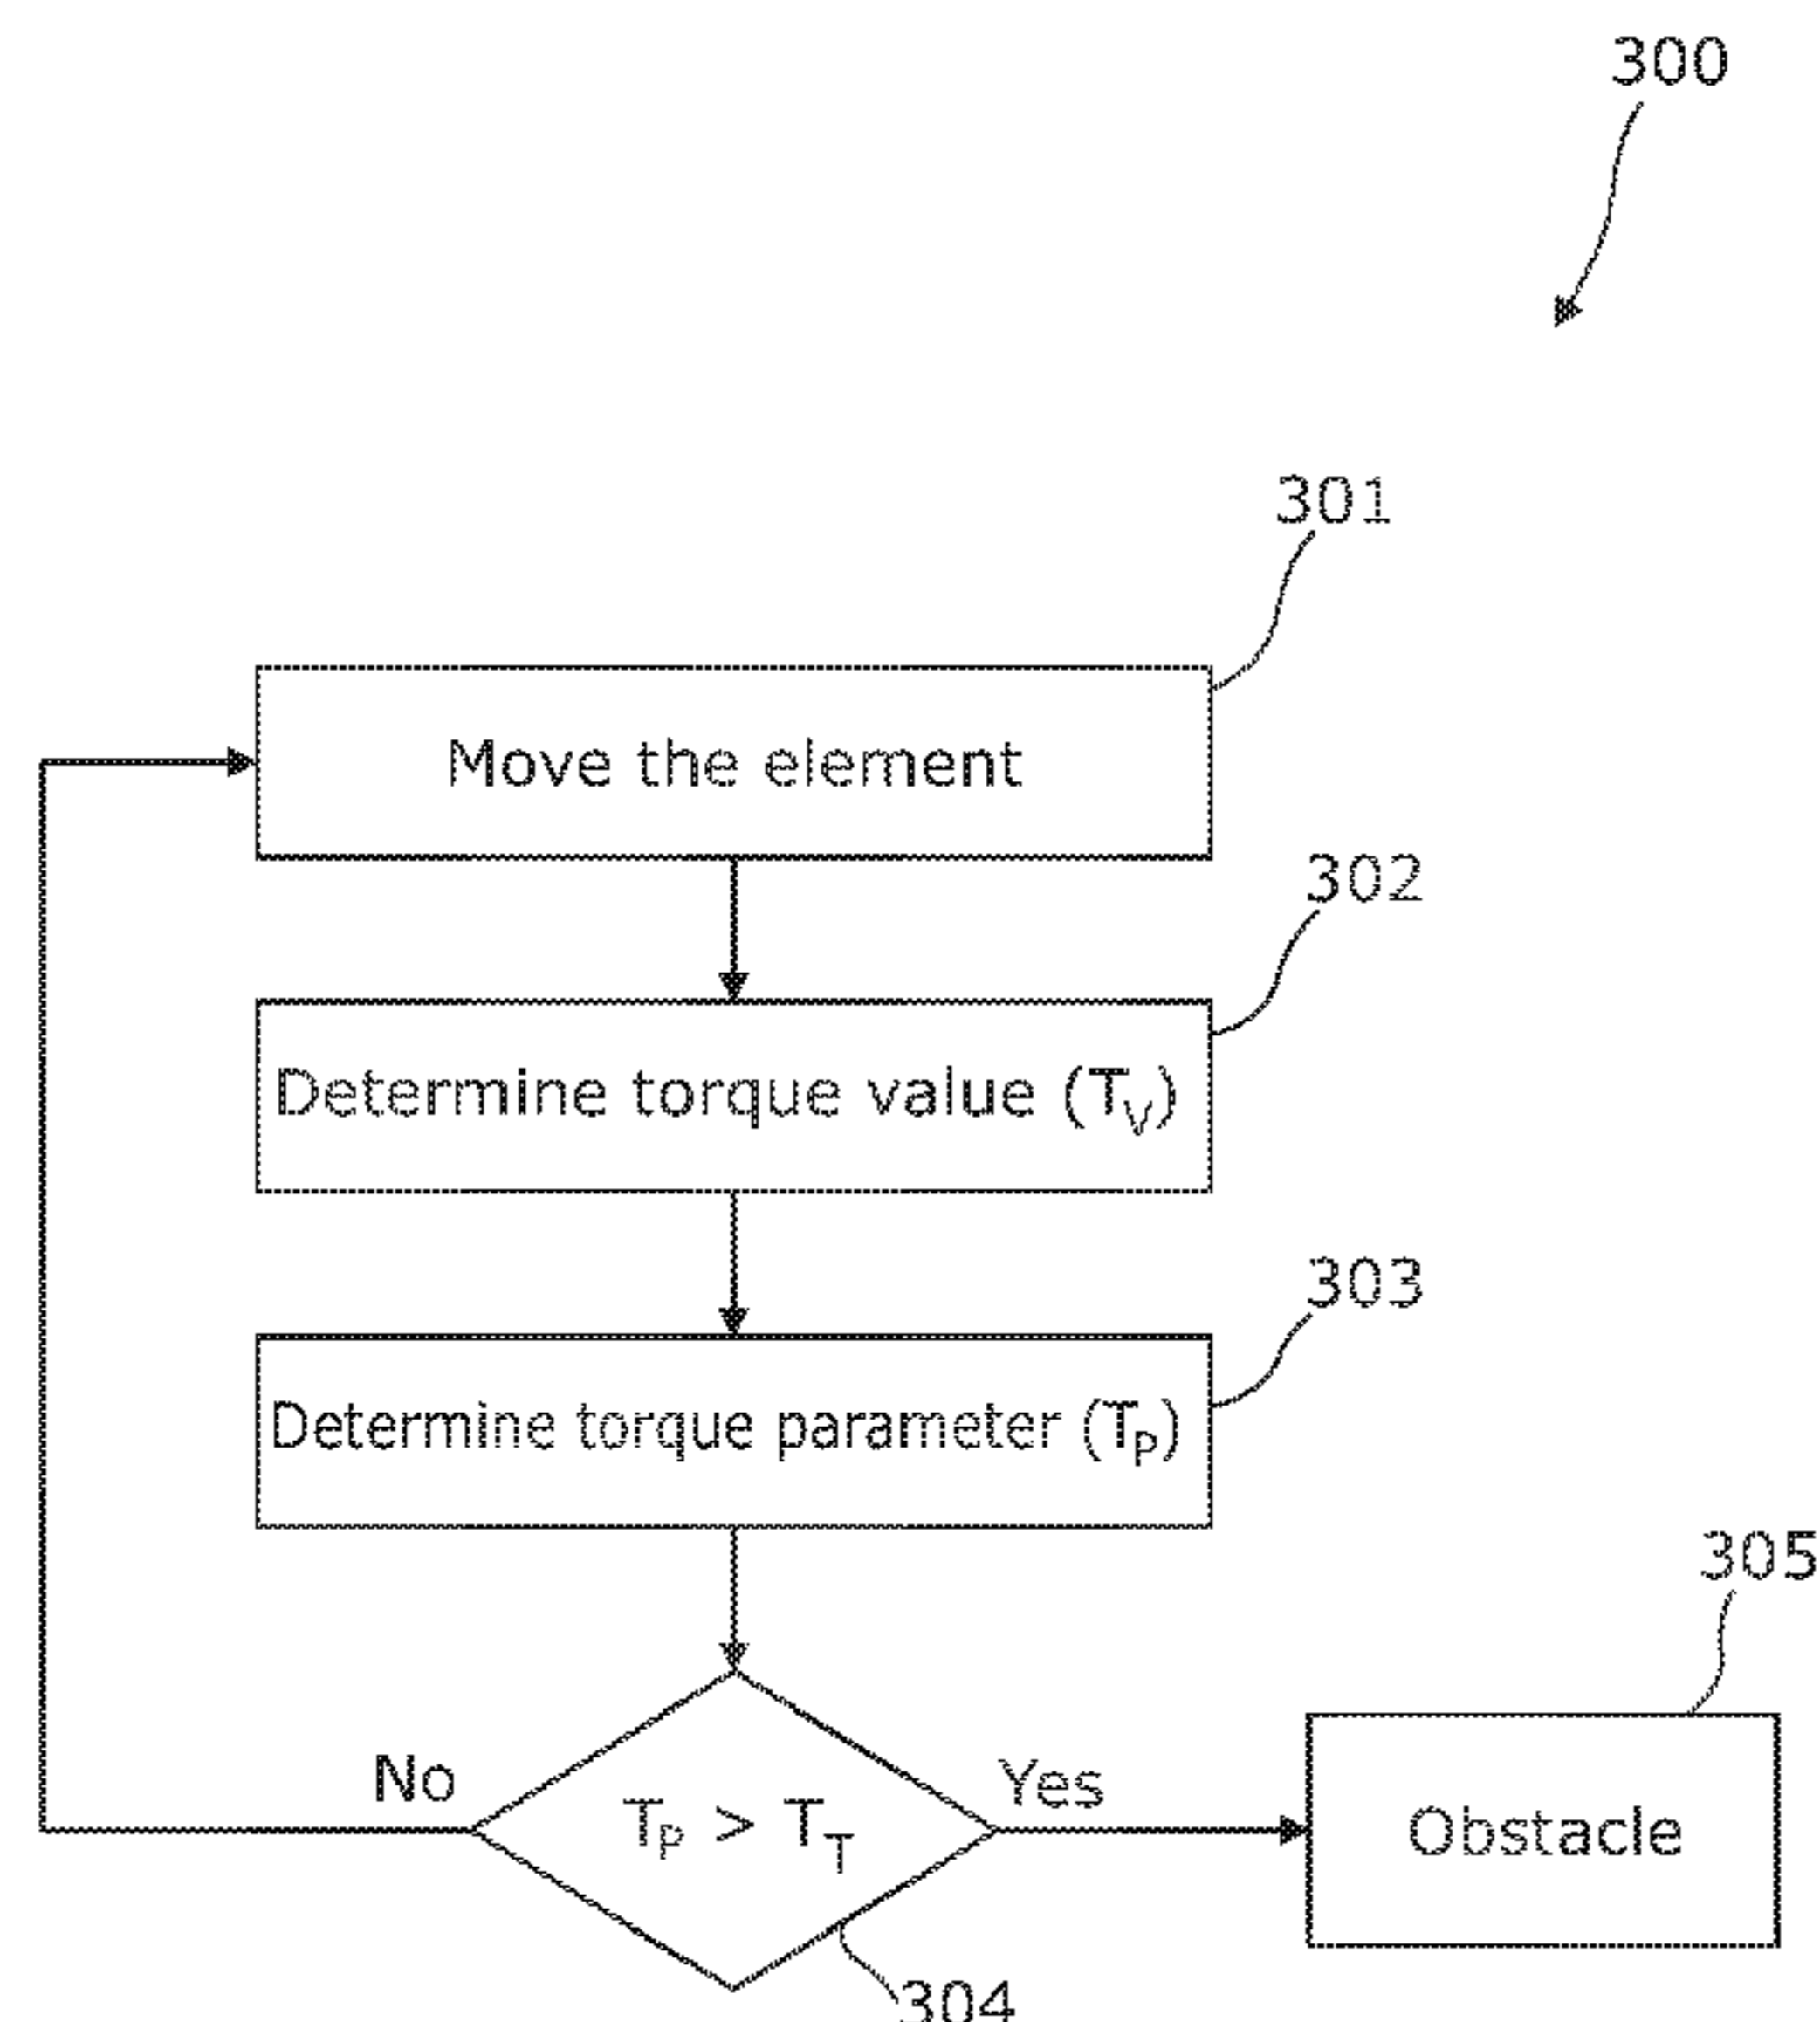 300
301
Move the element
302
Determine torque value (T_V)
303
Determine torque parameter (T_P)
305
No
Yes
T_P > T_T
Obstacle
304